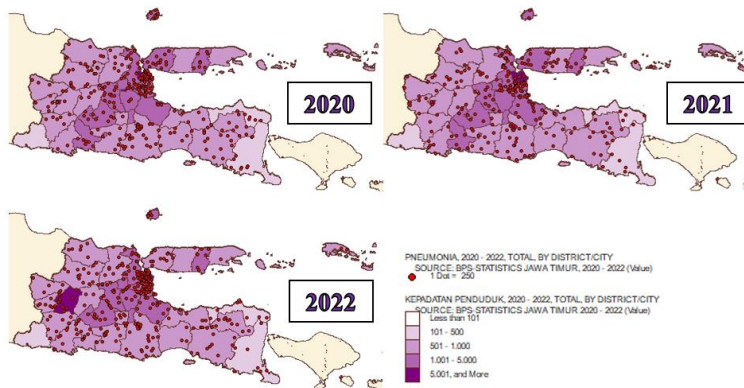 2020
2021
2022
PNEUMONIA, 2020 - 2022, TOTAL, BY DISTRICT/CITY
SOURCE: BPS-STATISTICS JAWA TIMUR, 2020 - 2022 (Value)
1 Dot = 250
KEPADATAN PENDUDUK, 2020 - 2022, TOTAL, BY DISTRICT/CITY
SOURCE: BPS-STATISTICS JAWA TIMUR 2020 - 2022 (Value)
Less than 101
101 - 500
501 - 1.000
1.001 - 5.000
5.001, and More